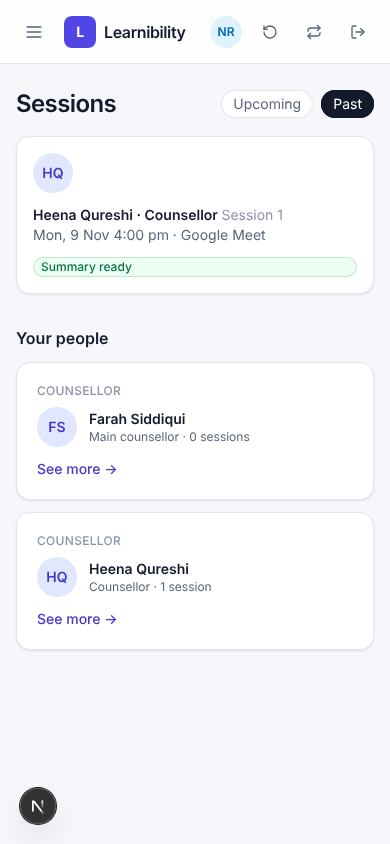 L Learnibility NR
Sessions Upcoming Past
HQ
Heena Qureshi · Counsellor Session 1
Mon, 9 Nov 4:00 pm · Google Meet
Summary ready
Your people
COUNSELLOR
FS
Farah Siddiqui
Main counsellor · 0 sessions
See more →
COUNSELLOR
HQ
Heena Qureshi
Counsellor · 1 session
See more →
N